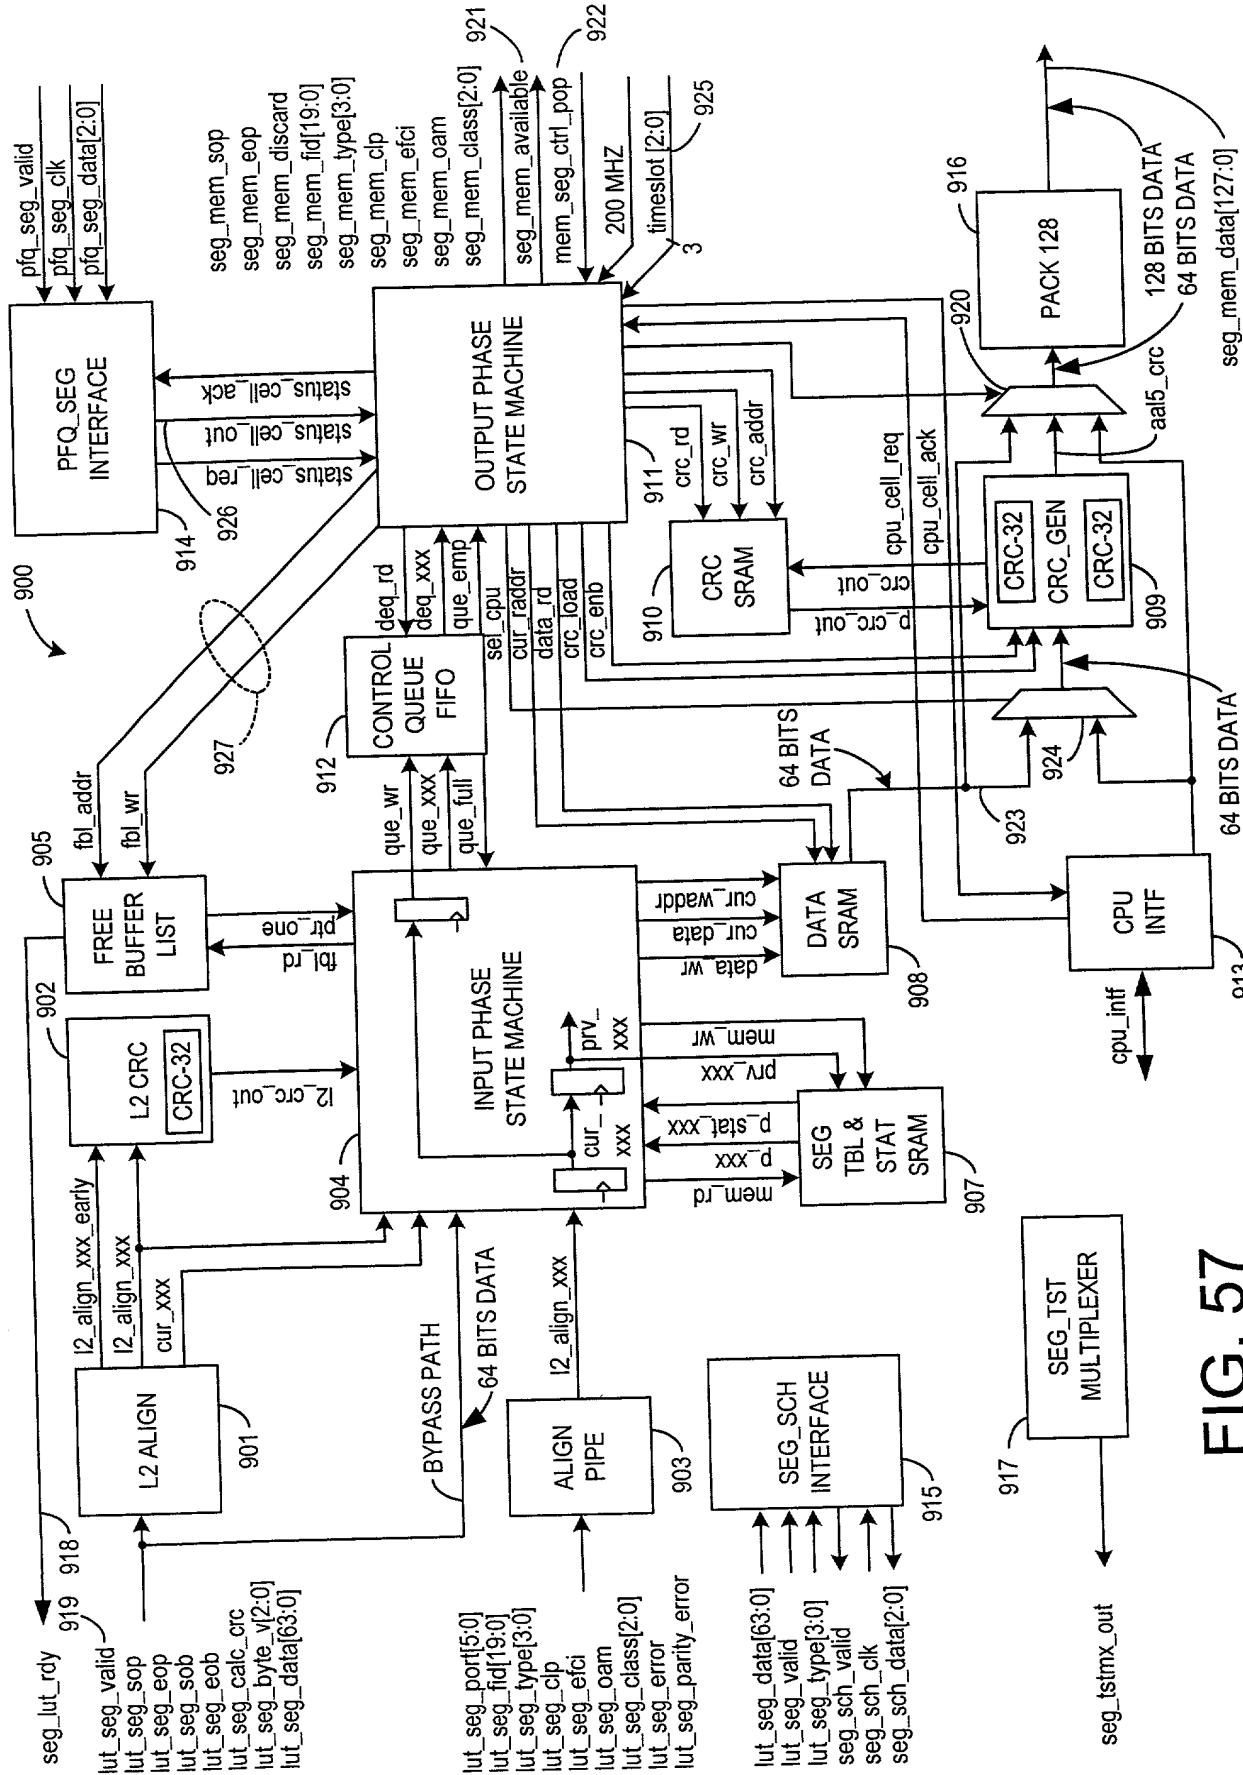 900
pfq_seg_valid
pfq_seg_clk
pfq_seg_data[2:0]
PFQ_SEG
INTERFACE
914
status_cell_req
status_cell_out
status_cell_ack
926
927
seg_mem_sop
seg_mem_eop
seg_mem_discard
seg_mem_fid[19:0]
seg_mem_type[3:0]
seg_mem_clp
seg_mem_efci
seg_mem_oam
seg_mem_class[2:0]
seg_mem_available
921
mem_seg_ctrl_pop
922
200 MHZ
timeslot [2:0]
3
925
OUTPUT PHASE
STATE MACHINE
911
seg_lut_rdy
918
919
fbl_addr
fbl_wr
905
FREE
BUFFER
LIST
fbl_rd
ptr_one
902
L2 CRC
CRC-32
l2_crc_out
l2_align_xxx_early
l2_align_xxx
cur_xxx
L2 ALIGN
901
lut_seg_valid
lut_seg_sop
lut_seg_eop
lut_seg_sob
lut_seg_eob
lut_seg_calc_crc
lut_seg_byte_v[2:0]
lut_seg_data[63:0]
BYPASS PATH
64 BITS DATA
904
INPUT PHASE
STATE MACHINE
cur_
xxx
prv_
xxx
912
CONTROL
QUEUE
FIFO
que_wr
que_xxx
que_full
deq_rd
deq_xxx
que_emp
sel_cpu
cur_raddr
data_rd
crc_load
crc_enb
crc_rd
crc_wr
crc_addr
910
CRC
SRAM
p_crc_out
crc_out
cpu_cell_req
cpu_cell_ack
l2_align_xxx
ALIGN
PIPE
903
lut_seg_port[5:0]
lut_seg_fid[19:0]
lut_seg_type[3:0]
lut_seg_clp
lut_seg_efci
lut_seg_oam
lut_seg_class[2:0]
lut_seg_error
lut_seg_parity_error
mem_rd
p_xxx
p_stat_xxx
prv_xxx
mem_wr
SEG
TBL &
STAT
SRAM
907
data_wr
cur_data
cur_waddr
DATA
SRAM
908
64 BITS
DATA
923
924
64 BITS DATA
CRC-32
CRC_GEN
CRC-32
909
aal5_crc
920
PACK 128
916
128 BITS DATA
64 BITS DATA
seg_mem_data[127:0]
CPU
INTF
913
cpu_intf
SEG_SCH
INTERFACE
915
lut_seg_data[63:0]
lut_seg_valid
lut_seg_type[3:0]
seg_sch_valid
seg_sch_clk
seg_sch_data[2:0]
SEG_TST
MULTIPLEXER
917
seg_tstmx_out
FIG. 57